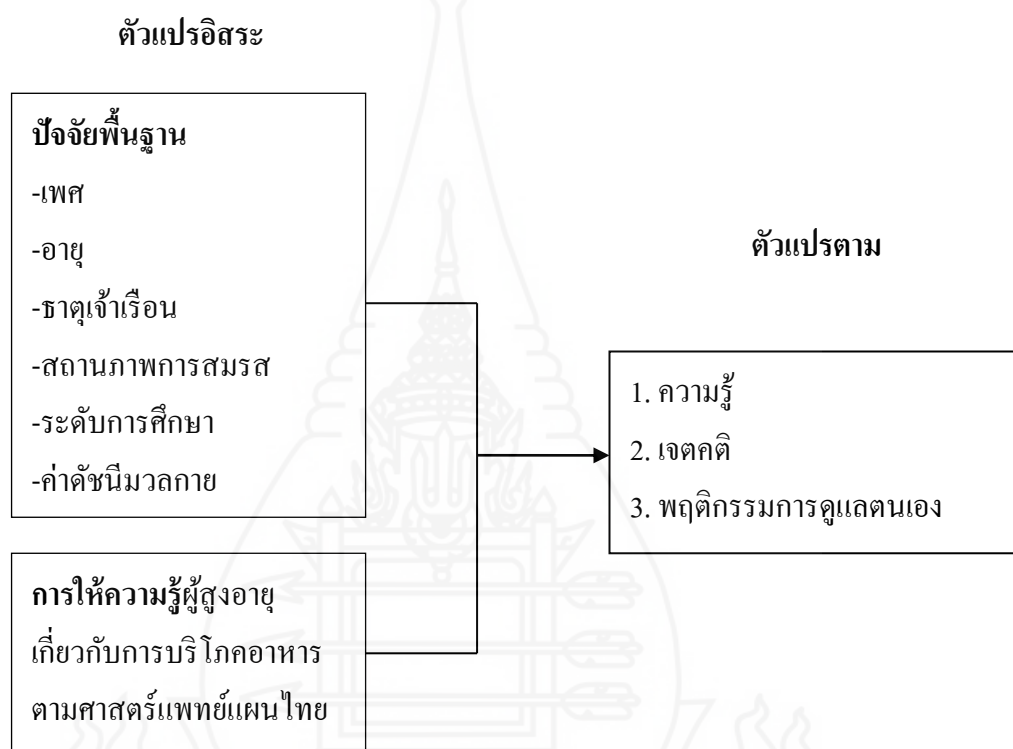 ตัวแปรอิสระ
ปัจจัยพื้นฐาน
-เพศ
-อายุ
-ธาตุเจ้าเรือน
-สถานภาพการสมรส
-ระดับการศึกษา
-ค่าดัชนีมวลกาย
การให้ความรู้ผู้สูงอายุ
เกี่ยวกับการบริโภคอาหาร
ตามศาสตร์แพทย์แผนไทย
ตัวแปรตาม
1. ความรู้
2. เจตคติ
3. พฤติกรรมการดูแลตนเอง